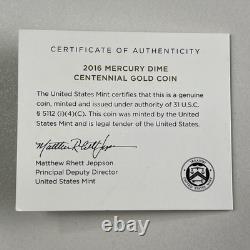 CERTIFICATE OF AUTHENTICITY
2016 MERCURY DIME
CENTENNIAL GOLD COIN
The United States Mint certifies that this is a genuine
coin, minted and issued under authority of 31 U.S.C.
§ 5112 (i)(4)(C). This coin was minted by the United
States Mint and is legal tender of the United States.
Matthew Rhett Jeppson
Matthew Rhett Jeppson
Principal Deputy Director
United States Mint